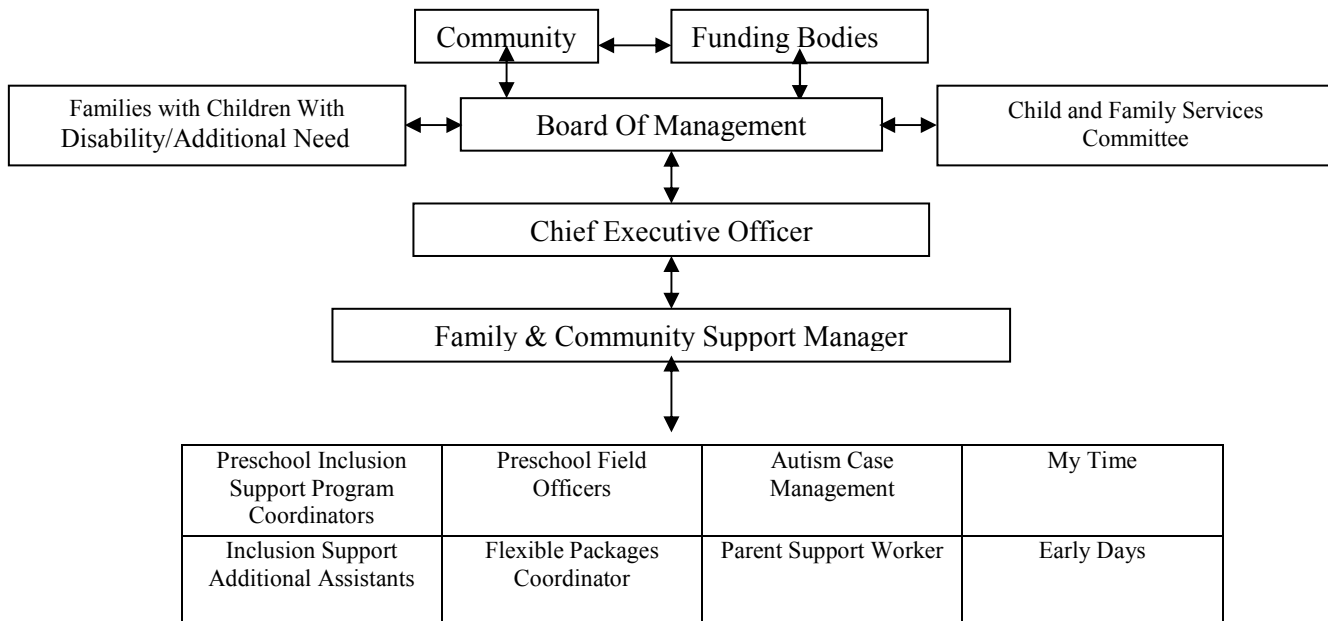 Community
Funding Bodies
Families with Children With
Disability/Additional Need
Board Of Management
Child and Family Services
Committee
Chief Executive Officer
Family & Community Support Manager
Preschool Inclusion
Support Program
Coordinators
Preschool Field
Officers
Autism Case
Management
My Time
Inclusion Support
Additional Assistants
Flexible Packages
Coordinator
Parent Support Worker
Early Days